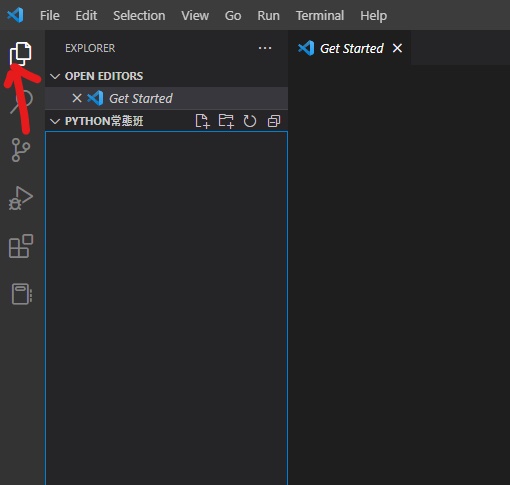 File Edit Selection View Go Run Terminal Help
EXPLORER
Get Started
OPEN EDITORS
Get Started
PYTHON常態班